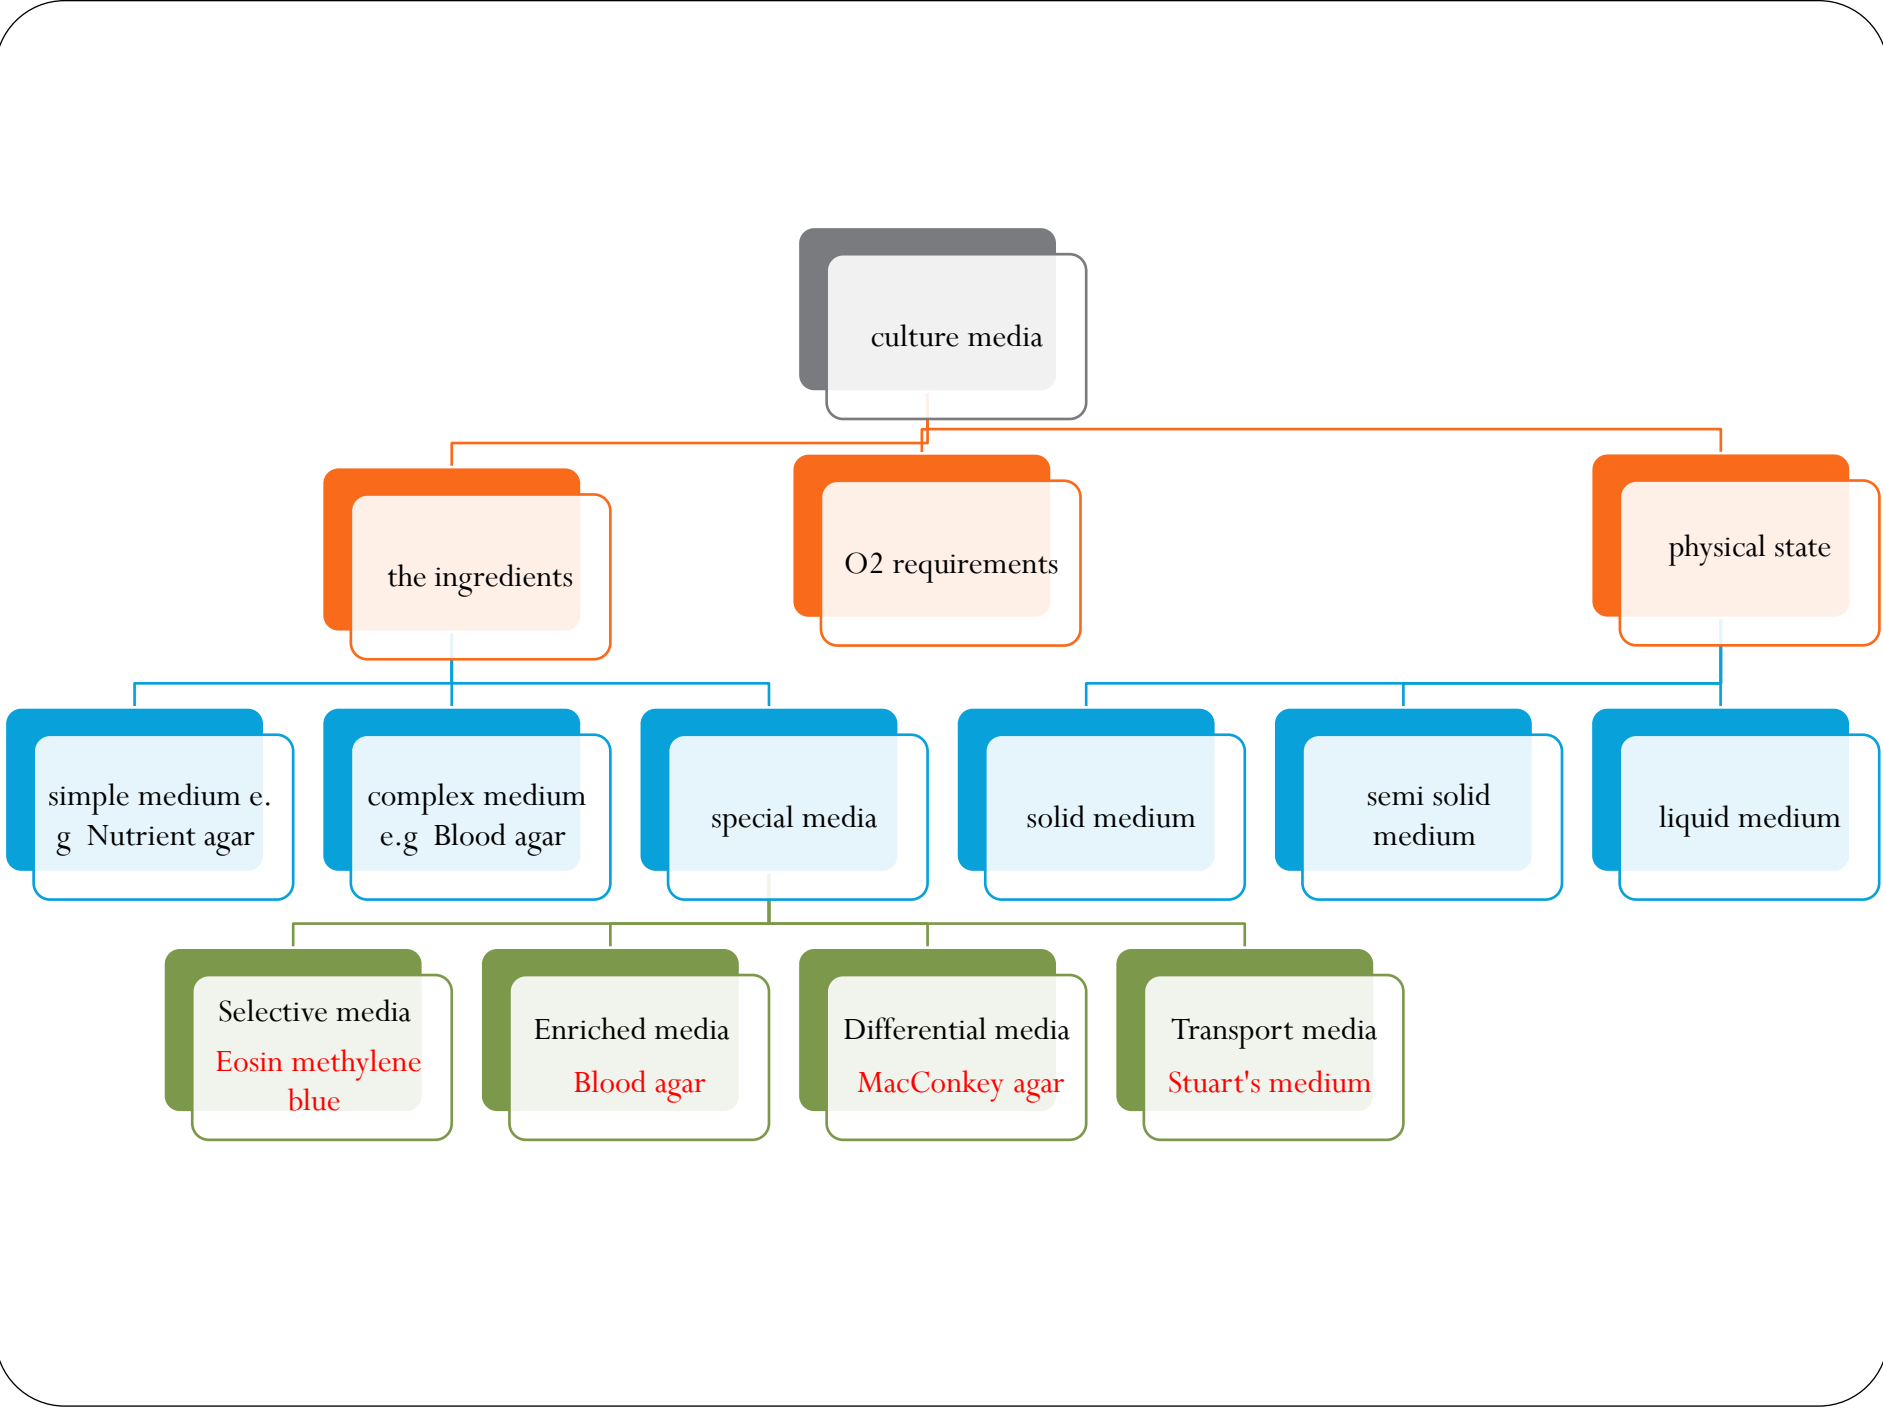 culture media
the ingredients
O2 requirements
physical state
simple medium e.
g Nutrient agar
complex medium
e.g Blood agar
special media
solid medium
semi solid
medium
liquid medium
Selective media
Eosin methylene
blue
Enriched media
Blood agar
Differential media
MacConkey agar
Transport media
Stuart's medium